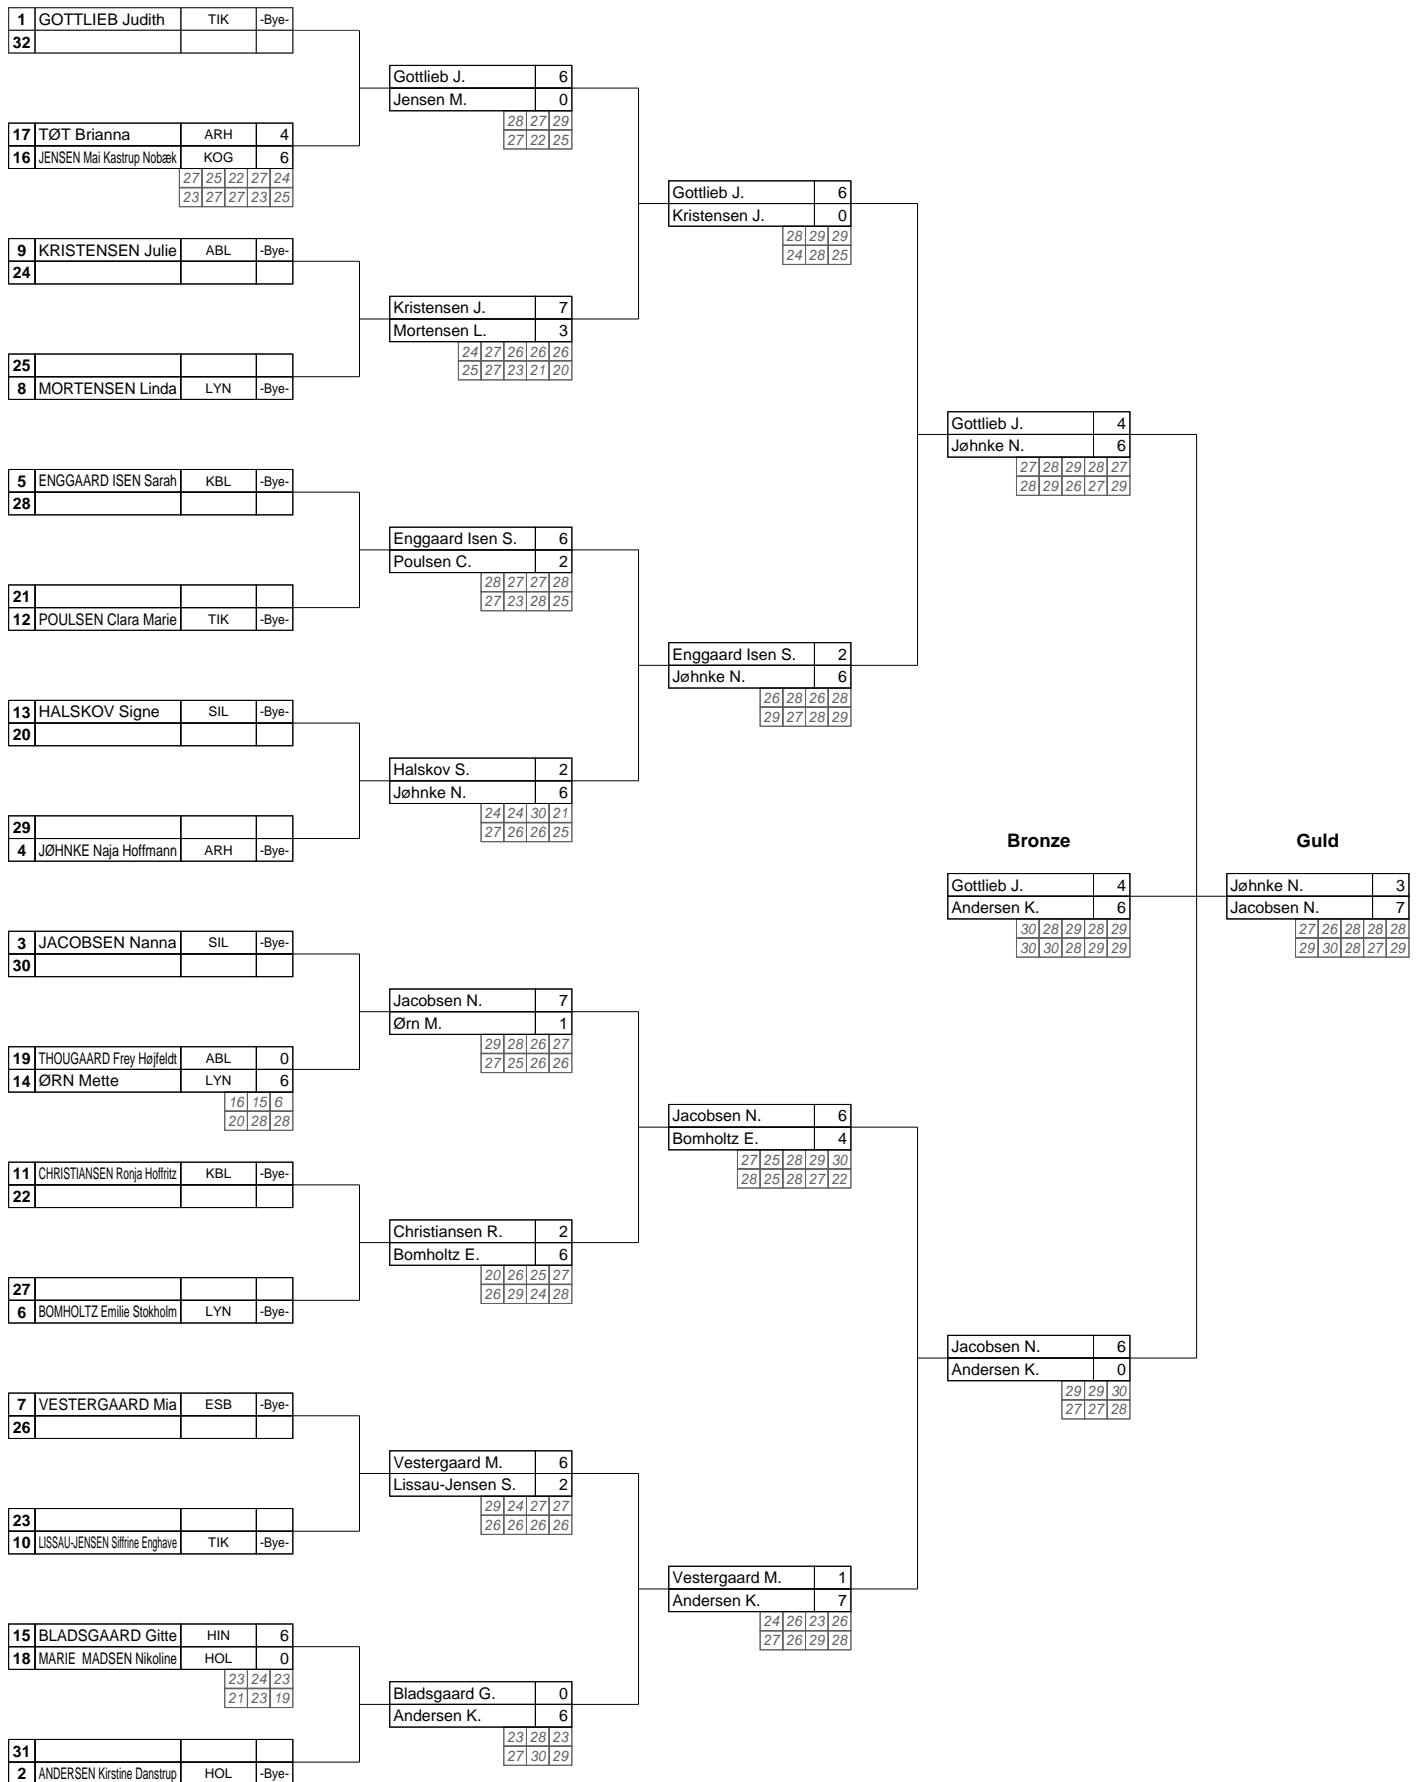 1 GOTTLIEB Judith TIK -Bye-
32
Gottlieb J. 6
Jensen M. 0
28 27 29
27 22 25
17 TØT Brianna ARH 4
16 JENSEN Mai Kastrup Nobæk KOG 6
27 25 22 27 24
23 27 27 23 25
Gottlieb J. 6
Kristensen J. 0
28 29 29
24 28 25
9 KRISTENSEN Julie ABL -Bye-
24
Kristensen J. 7
Mortensen L. 3
24 27 26 26 26
25 27 23 21 20
25
8 MORTENSEN Linda LYN -Bye-
Gottlieb J. 4
Jøhnke N. 6
27 28 29 28 27
28 29 26 27 29
5 ENGGAARD ISEN Sarah KBL -Bye-
28
Enggaard Isen S. 6
Poulsen C. 2
28 27 27 28
27 23 28 25
21
12 POULSEN Clara Marie TIK -Bye-
Enggaard Isen S. 2
Jøhnke N. 6
26 28 26 28
29 27 28 29
13 HALSKOV Signe SIL -Bye-
20
Halskov S. 2
Jøhnke N. 6
24 24 30 21
27 26 26 25
29
4 JØHNKE Naja Hoffmann ARH -Bye-
Bronze Guld
Gottlieb J. 4
Andersen K. 6
30 28 29 28 29
30 30 28 29 29
Jøhnke N. 3
Jacobsen N. 7
27 26 28 28 28
29 30 28 27 29
3 JACOBSEN Nanna SIL -Bye-
30
Jacobsen N. 7
Ørn M. 1
29 28 26 27
27 25 26 26
19 THOUGAARD Frey Højfeldt ABL 0
14 ØRN Mette LYN 6
16 15 6
20 28 28
Jacobsen N. 6
Bomholtz E. 4
27 25 28 29 30
28 25 28 27 22
11 CHRISTIANSEN Ronja Hoffritz KBL -Bye-
22
Christiansen R. 2
Bomholtz E. 6
20 26 25 27
26 29 24 28
27
6 BOMHOLTZ Emilie Stokholm LYN -Bye-
Jacobsen N. 6
Andersen K. 0
29 29 30
27 27 28
7 VESTERGAARD Mia ESB -Bye-
26
Vestergaard M. 6
Lissau-Jensen S. 2
29 24 27 27
26 26 26 26
23
10 LISSAU-JENSEN Siffrine Enghave TIK -Bye-
Vestergaard M. 1
Andersen K. 7
24 26 23 26
27 26 29 28
15 BLADSGAARD Gitte HIN 6
18 MARIE MADSEN Nikoline HOL 0
23 24 23
21 23 19
Bladsgaard G. 0
Andersen K. 6
23 28 23
27 30 29
31
2 ANDERSEN Kirstine Danstrup HOL -Bye-